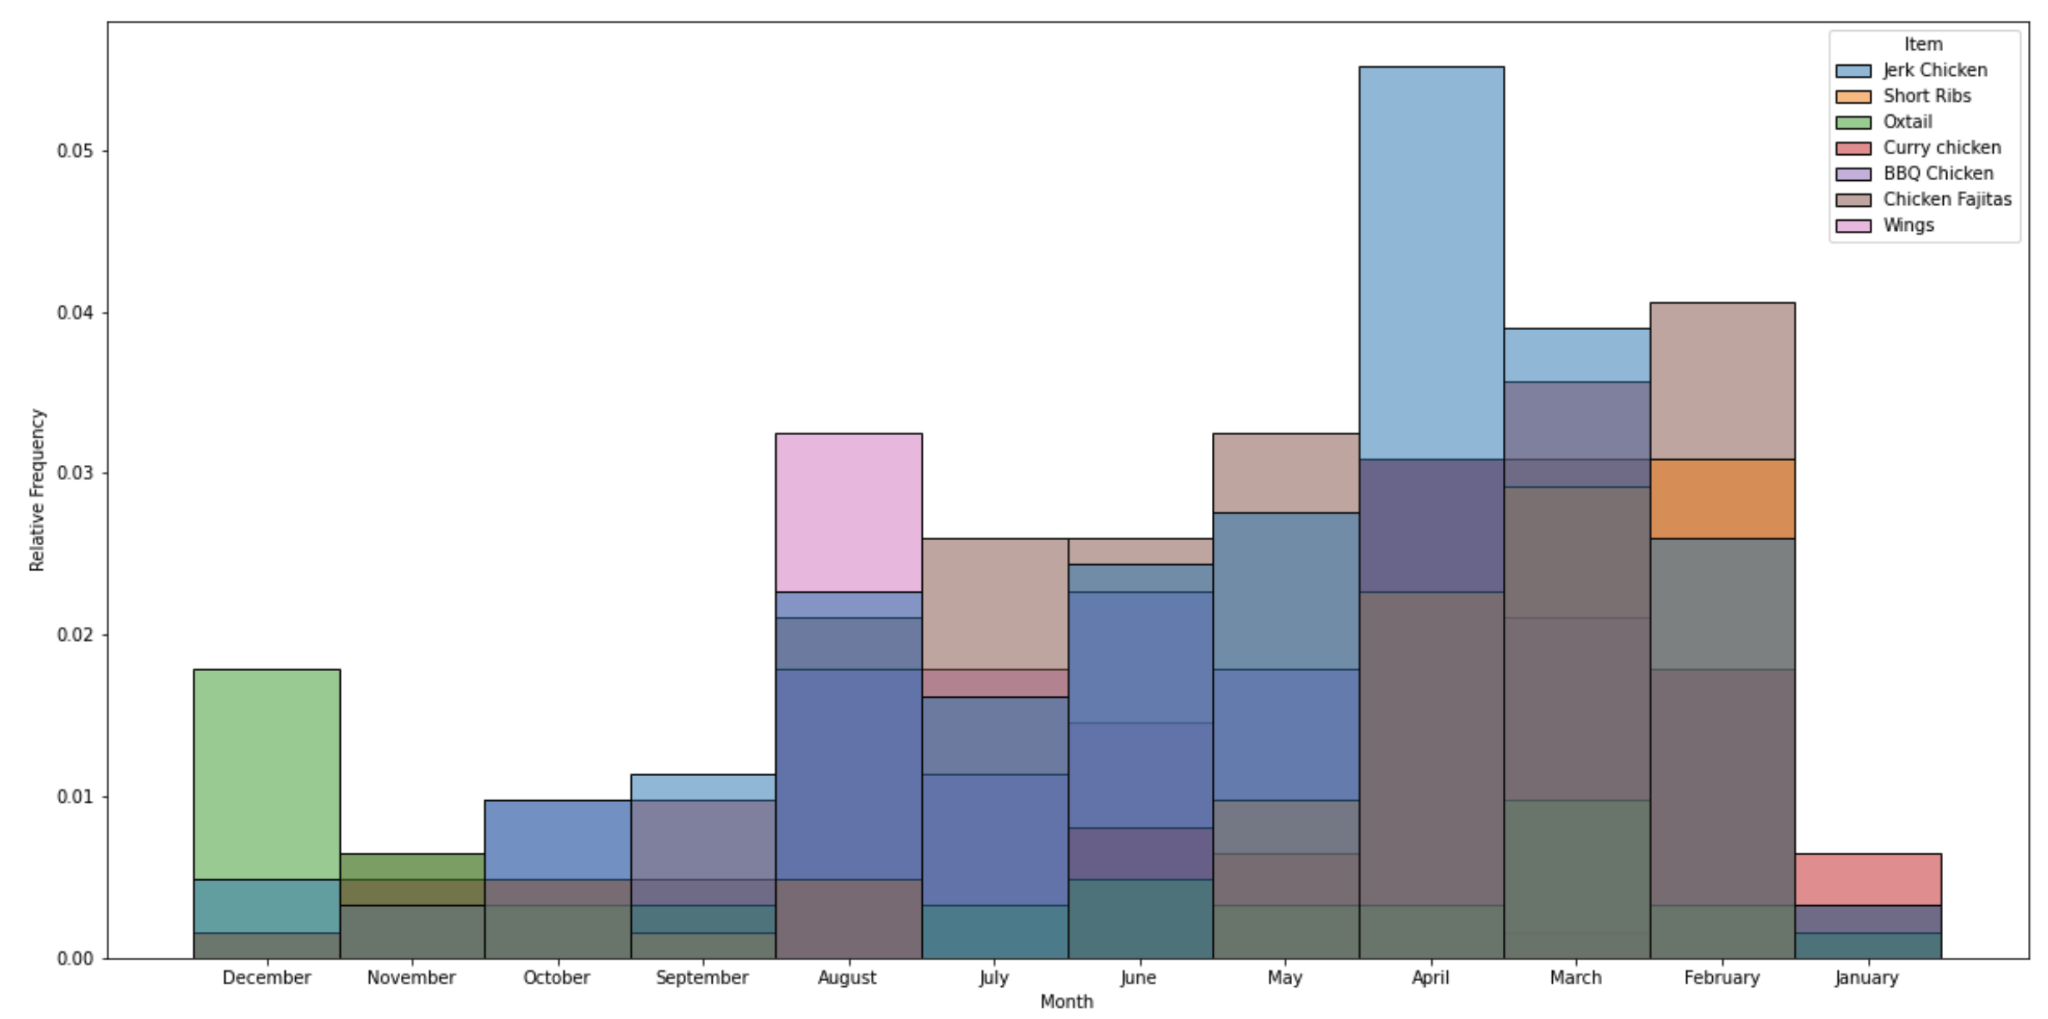 Item
Jerk Chicken
Short Ribs
Oxtail
Curry chicken
BBQ Chicken
Chicken Fajitas
Wings
Relative Frequency
0.05
0.04
0.03
0.02
0.01
0.00
December November October September August July June May April March February January
Month